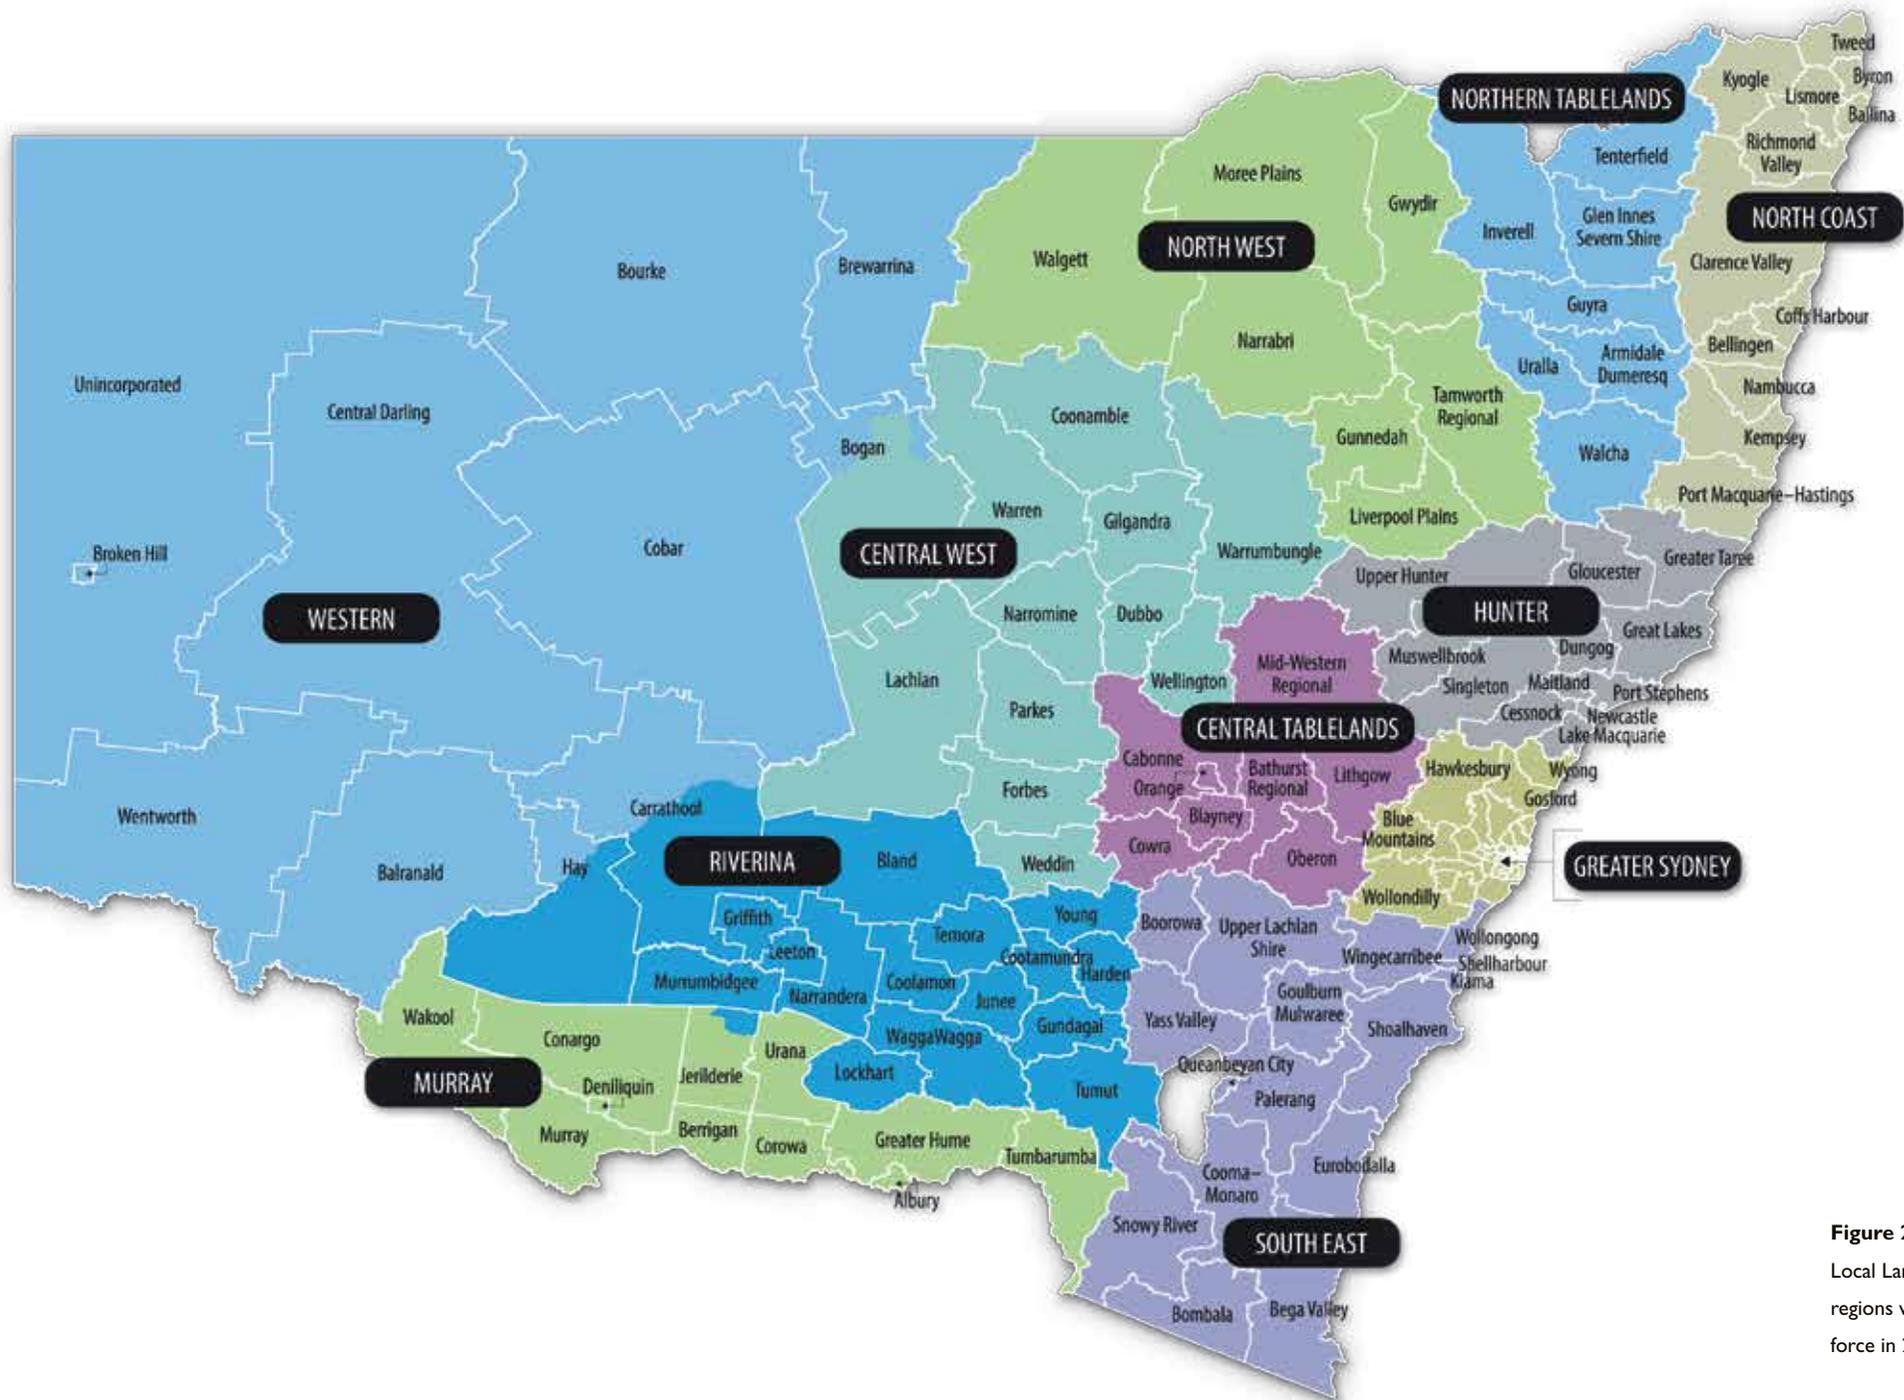 Tweed
Kyogle
Byron
Lismore
Ballina
NORTHERN TABLELANDS
Richmond
Valley
Tenterfield
Moree Plains
Gwydir
Glen Innes
Severn Shire
Inverell
NORTH COAST
NORTH WEST
Walgett
Clarence Valley
Bourke
Brewarrina
Guyra
Coffs Harbour
Narrabri
Bellingen
Armidale
Dumeresq
Uralla
Unincorporated
Nambucca
Central Darling
Coonamble
Tamworth
Regional
Gunnedah
Kempsey
Bogan
Walcha
Port Macquarie–Hastings
Warren
Gilgandra
Liverpool Plains
Broken Hill
Cobar
CENTRAL WEST
Warrumbungle
Greater Taree
Upper Hunter
Gloucester
WESTERN
Narromine
Dubbo
HUNTER
Great Lakes
Dungog
Muswellbrook
Mid-Western
Regional
Lachlan
Wellington
Singleton
Maitland
Port Stephens
Parkes
Cessnock
Newcastle
Lake Macquarie
CENTRAL TABLELANDS
Cabonne
Orange
Bathurst
Regional
Lithgow
Hawkesbury
Wyong
Gosford
Forbes
Wentworth
Carrathool
Blayney
Blue
Mountains
Cowra
Oberon
Balranald
Hay
RIVERINA
Bland
Weddin
GREATER SYDNEY
Wollondilly
Griffith
Young
Boorowa
Upper Lachlan
Shire
Temora
Leeton
Cootamundra
Harden
Wingecarribee
Wollongong
Shellharbour
Kiama
Murrumbidgee
Narrandera
Coolamon
Junee
Goulburn
Mulwaree
Wakool
Conargo
Yass Valley
Shoalhaven
WaggaWagga
Gundagai
Urana
Queanbeyan City
MURRAY
Deniliquin
Jerilderie
Lockhart
Tumut
Palerang
Murray
Berrigan
Corowa
Greater Hume
Tumbarumba
Albury
Cooma–
Monaro
Eurobodalla
Snowy River
SOUTH EAST
Bombala
Bega Valley
Figure
Local
regions
force in